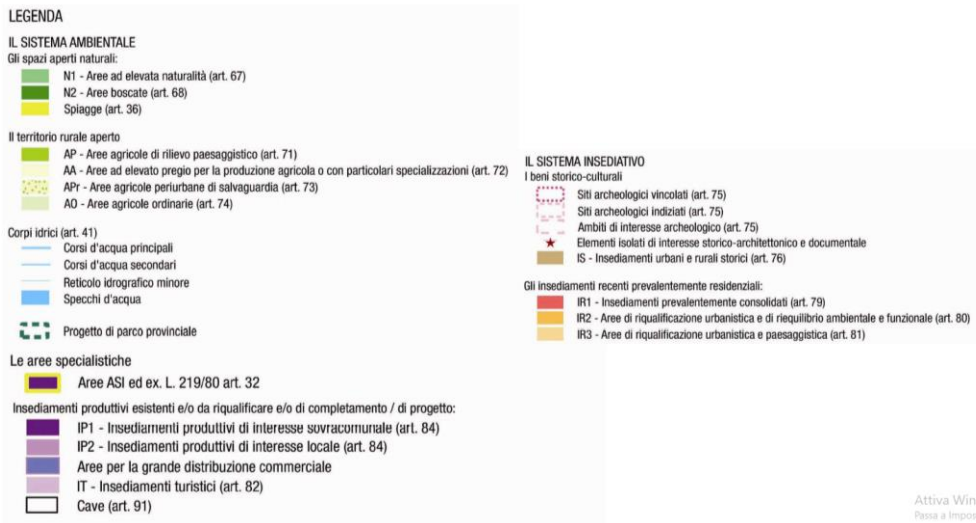 LEGENDA
IL SISTEMA AMBIENTALE
Gli spazi aperti naturali:
N1 - Aree ad elevata naturalità (art. 67)
N2 - Aree boscate (art. 68)
Spiagge (art. 36)
Il territorio rurale aperto
AP - Aree agricole di rilievo paesaggistico (art. 71)
AA - Aree ad elevato pregio per la produzione agricola o con particolari specializzazioni (art. 72)
APr - Aree agricole periurbane di salvaguardia (art. 73)
AO - Aree agricole ordinarie (art. 74)
Corpi idrici (art. 41)
Corsi d'acqua principali
Corsi d'acqua secondari
Reticolo idrografico minore
Specchi d'acqua
Progetto di parco provinciale
Le aree specialistiche
Aree ASI ed ex. L. 219/80 art. 32
Insediamenti produttivi esistenti e/o da riqualificare e/o di completamento / di progetto:
IP1 - Insediamenti produttivi di interesse sovracomunale (art. 84)
IP2 - Insediamenti produttivi di interesse locale (art. 84)
Aree per la grande distribuzione commerciale
IT - Insediamenti turistici (art. 82)
Cave (art. 91)
IL SISTEMA INSEDIATIVO
I beni storico-culturali
Siti archeologici vincolati (art. 75)
Siti archeologici indiziati (art. 75)
Ambiti di interesse archeologico (art. 75)
Elementi isolati di interesse storico-architettonico e documentale
IS - Insediamenti urbani e rurali storici (art. 76)
Gli insediamenti recenti prevalentemente residenziali:
IR1 - Insediamenti prevalentemente consolidati (art. 79)
IR2 - Aree di riqualificazione urbanistica e di riequilibrio ambientale e funzionale (art. 80)
IR3 - Aree di riqualificazione urbanistica e paesaggistica (art. 81)
Attiva Win
Passa a Impos